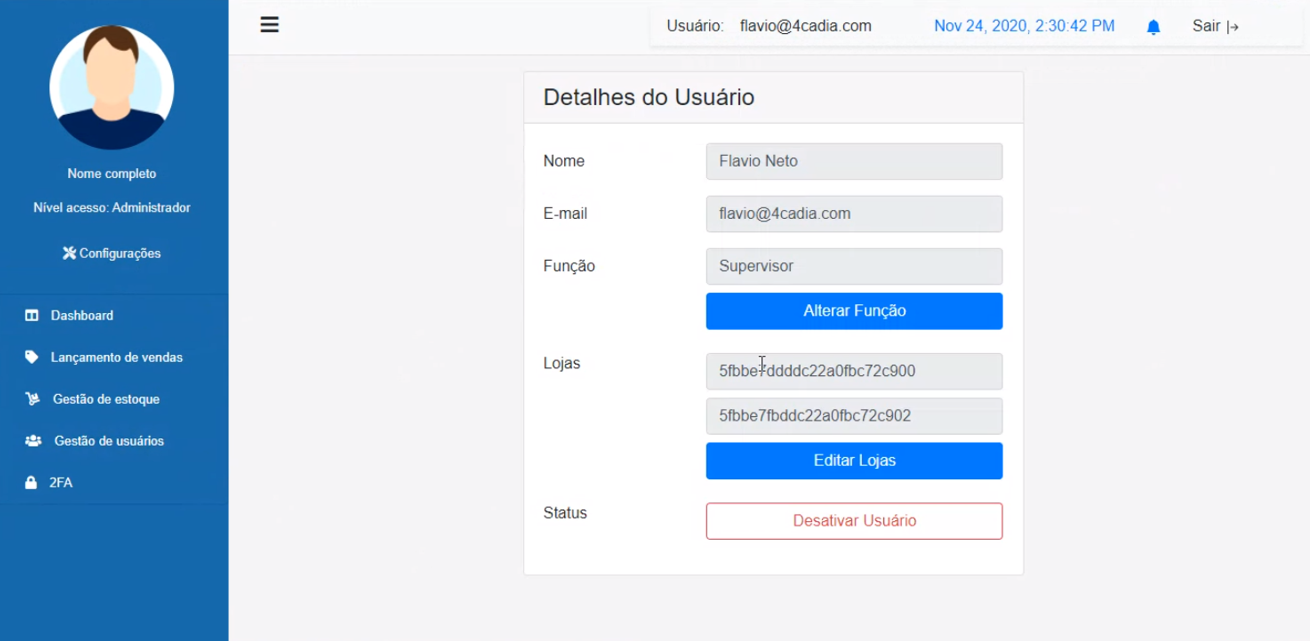 Usuário: flavio@4cadia.com Nov 24, 2020, 2:30:42 PM Sair
Nome completo
Nível acesso: Administrador
Configurações
Dashboard
Lançamento de vendas
Gestão de estoque
Gestão de usuários
2FA
Detalhes do Usuário
Nome Flavio Neto
E-mail flavio@4cadia.com
Função Supervisor
Alterar Função
Lojas
5fbbe7fbddc22a0fbc72c902
Editar Lojas
Status Desativar Usuário